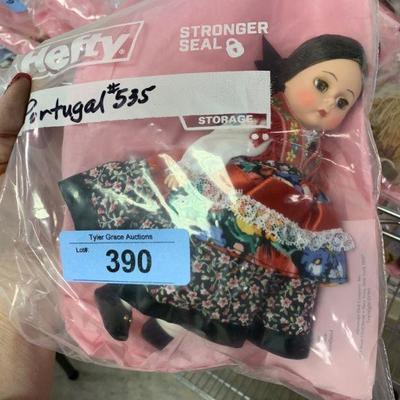 Hefty
STRONGER
SEAL
Portugal #535
STORAGE
Tyler Grace Auctions
Lot#:
390